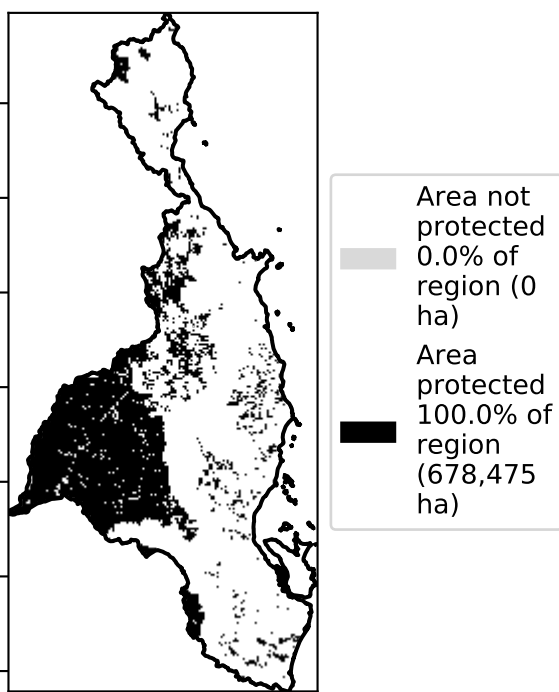 Area not
protected
0.0% of
region (0
ha)
Area
protected
100.0% of
region
(678,475
ha)